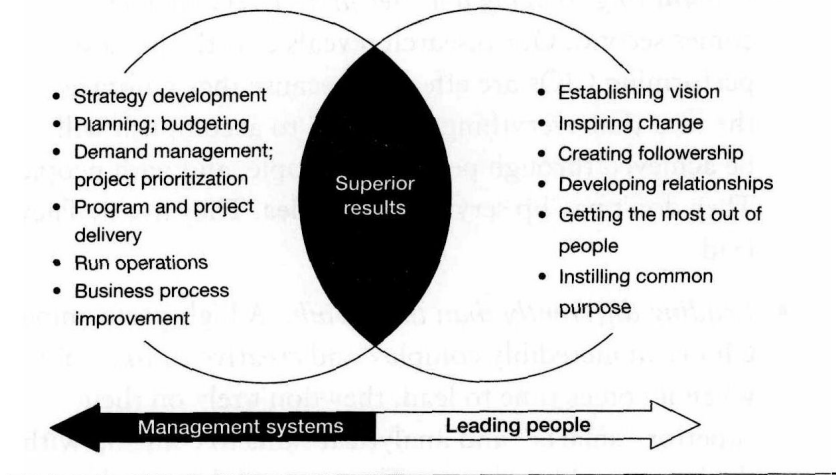 • Strategy development
• Planning; budgeting
• Demand management;
project prioritization
• Program and project
delivery
• Run operations
• Business process
improvement
Superior
results
• Establishing vision
• Inspiring change
• Creating followership
• Developing relationships
• Getting the most out of
people
• Instilling common
purpose
Management systems
Leading people